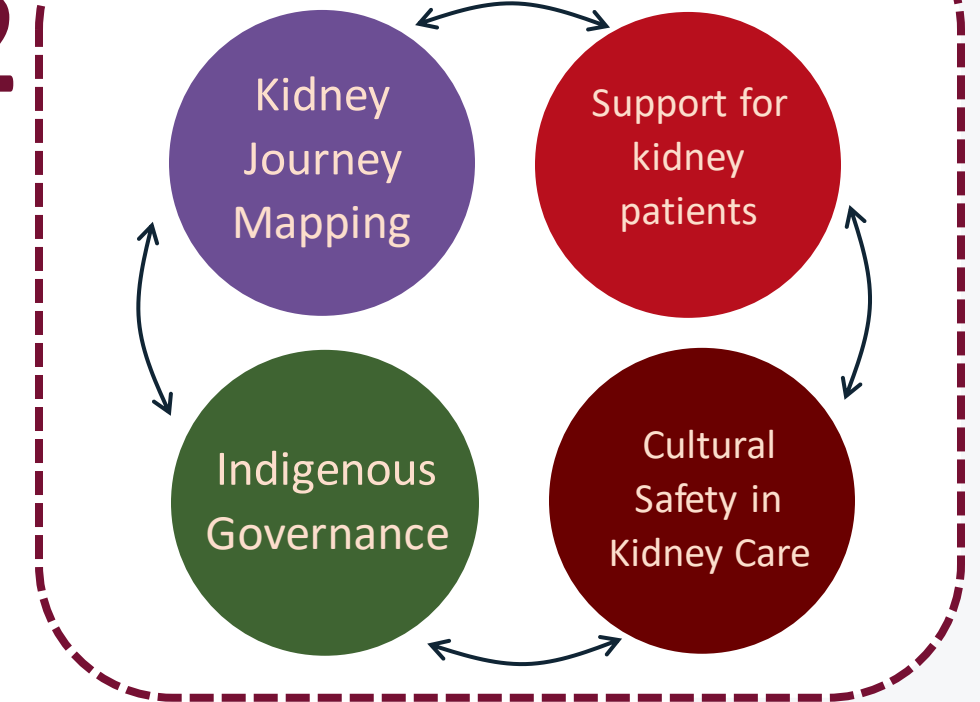 Kidney
Journey
Mapping
Support for
kidney
patients
Indigenous
Governance
Cultural
Safety in
Kidney Care